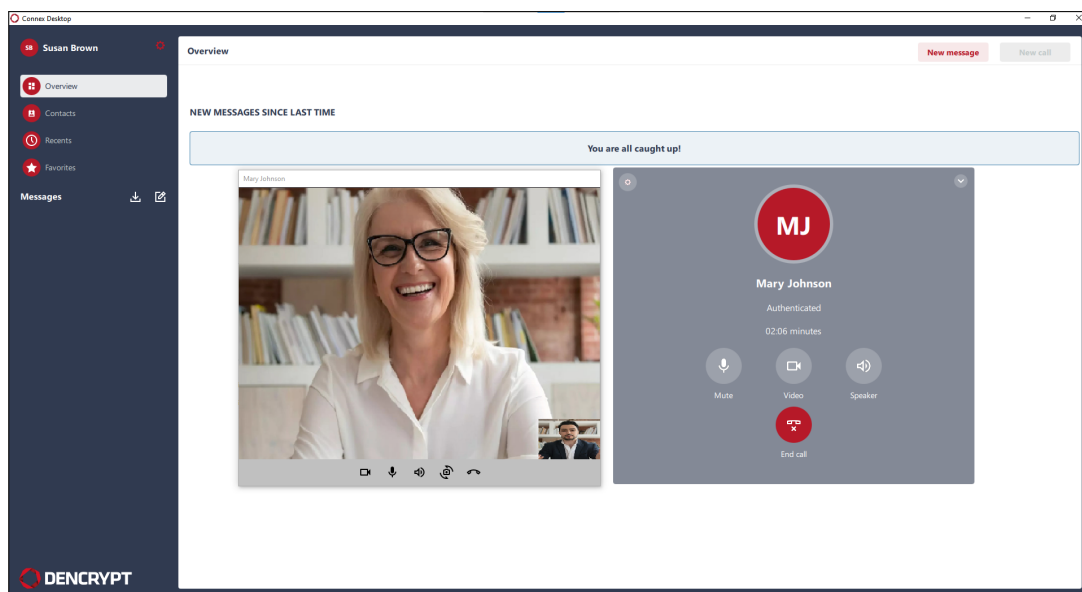 Connex Desktop
SB Susan Brown
Overview
Contacts
Recents
Favorites
Messages
DENCRYPT
Overview
New message
New call
NEW MESSAGES SINCE LAST TIME
You are all caught up!
Mary Johnson
MJ
Mary Johnson
Authenticated
02:06 minutes
Mute
Video
Speaker
End call